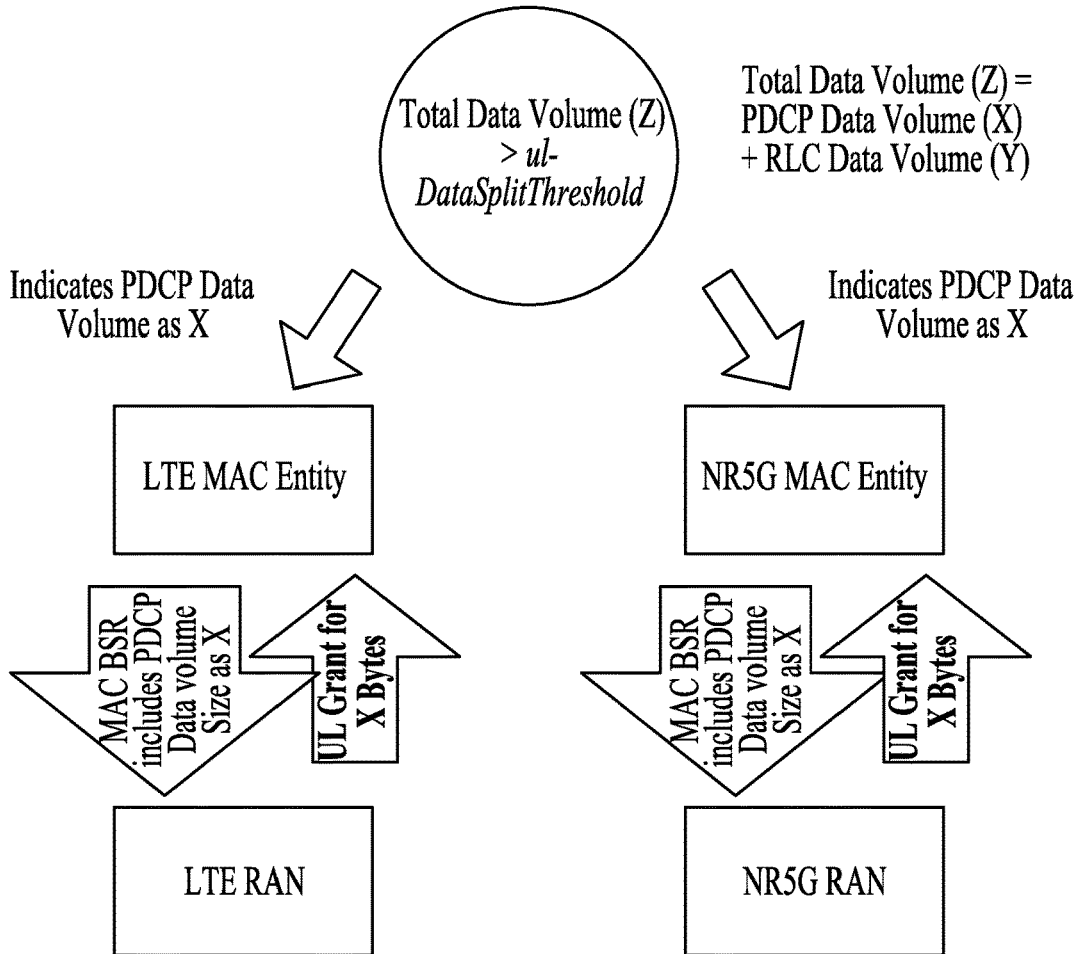 Total Data Volume (Z)
> ul-
DataSplitThreshold
Total Data Volume (Z) =
PDCP Data Volume (X)
+ RLC Data Volume (Y)
Indicates PDCP Data
Volume as X
Indicates PDCP Data
Volume as X
LTE MAC Entity
NR5G MAC Entity
MAC BSR
includes PDCP
Data volume
Size as X
UL Grant for
X Bytes
MAC BSR
includes PDCP
Data volume
Size as X
UL Grant for
X Bytes
LTE RAN
NR5G RAN